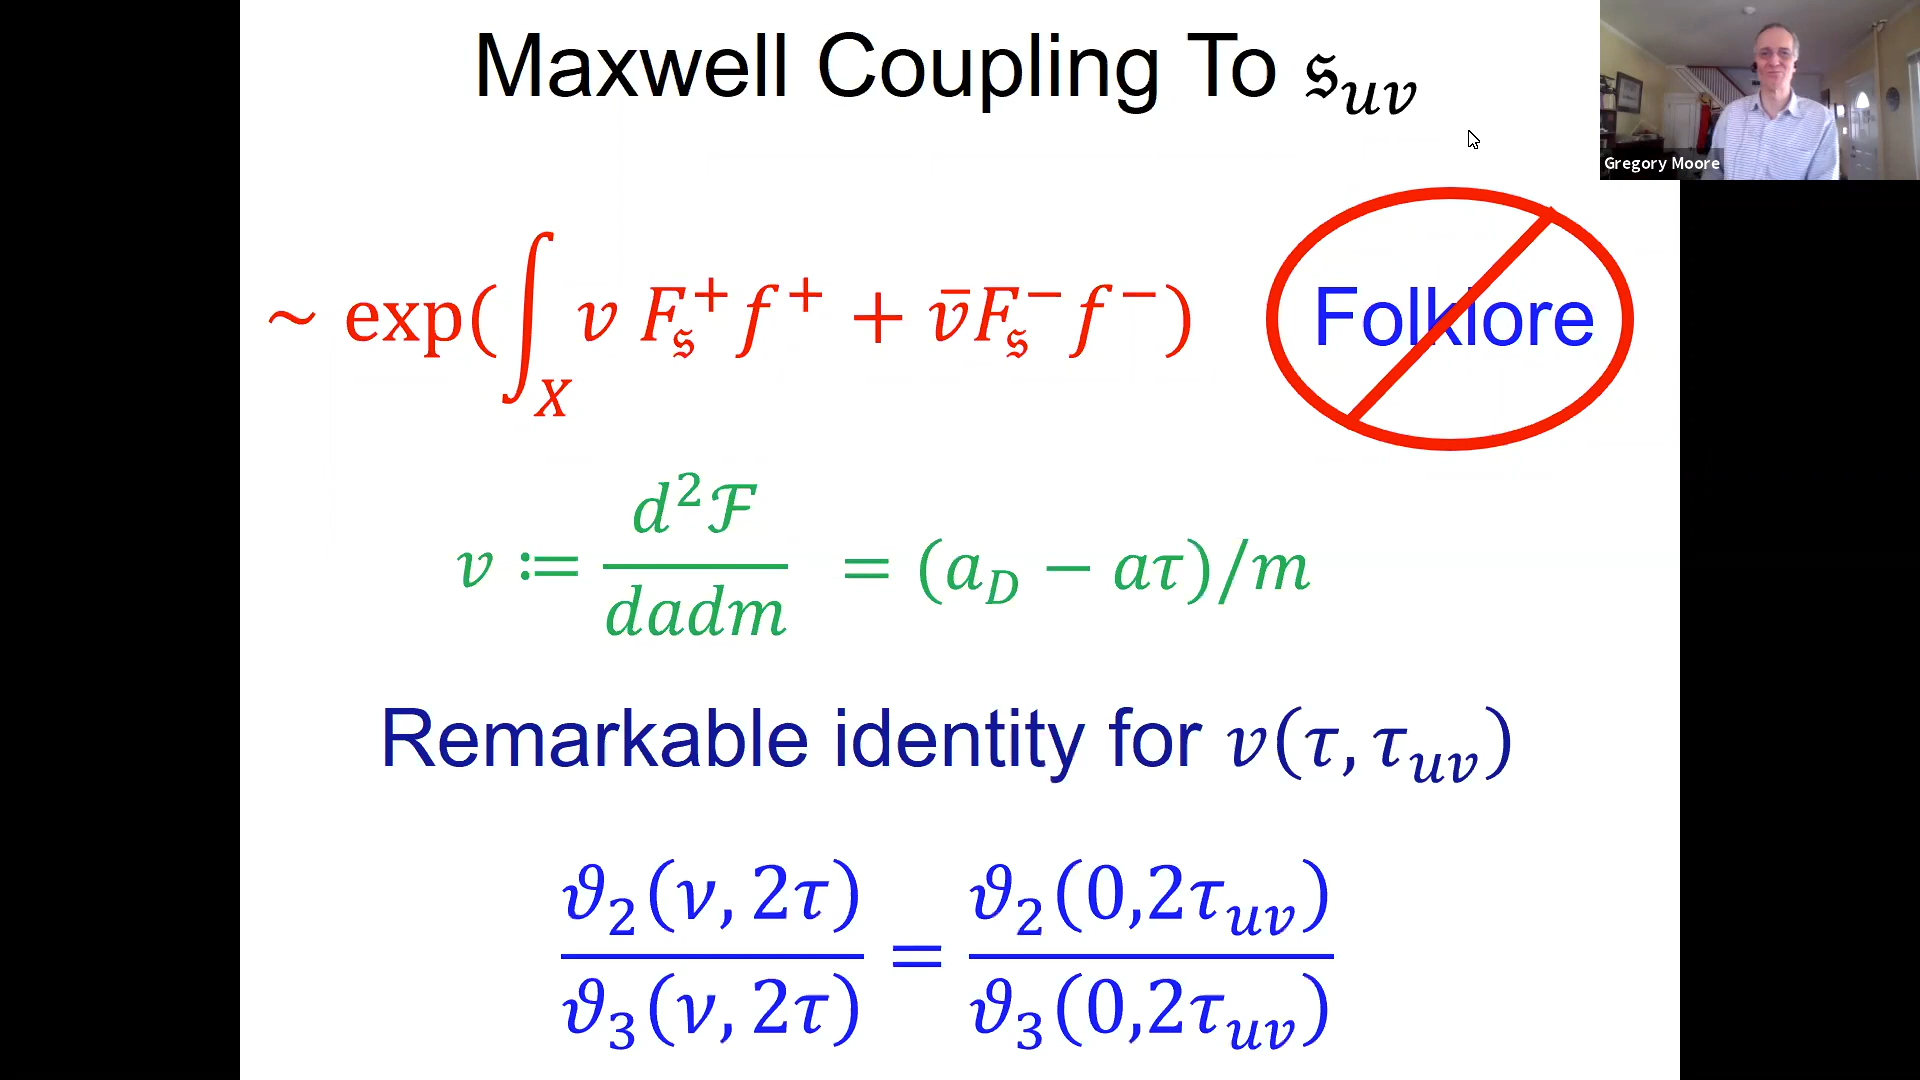 Maxwell Coupling To 𝔰_{uv}
Gregory Moore
~ exp(∫_X v F_𝔰^+ f^+ + v̄ F_𝔰^- f^-)
Folklore
v ≔ d²ℱ/dadm = (a_D − aτ)/m
Remarkable identity for v(τ, τ_{uv})
ϑ₂(v, 2τ)/ϑ₃(v, 2τ) = ϑ₂(0,2τ_{uv})/ϑ₃(0,2τ_{uv})